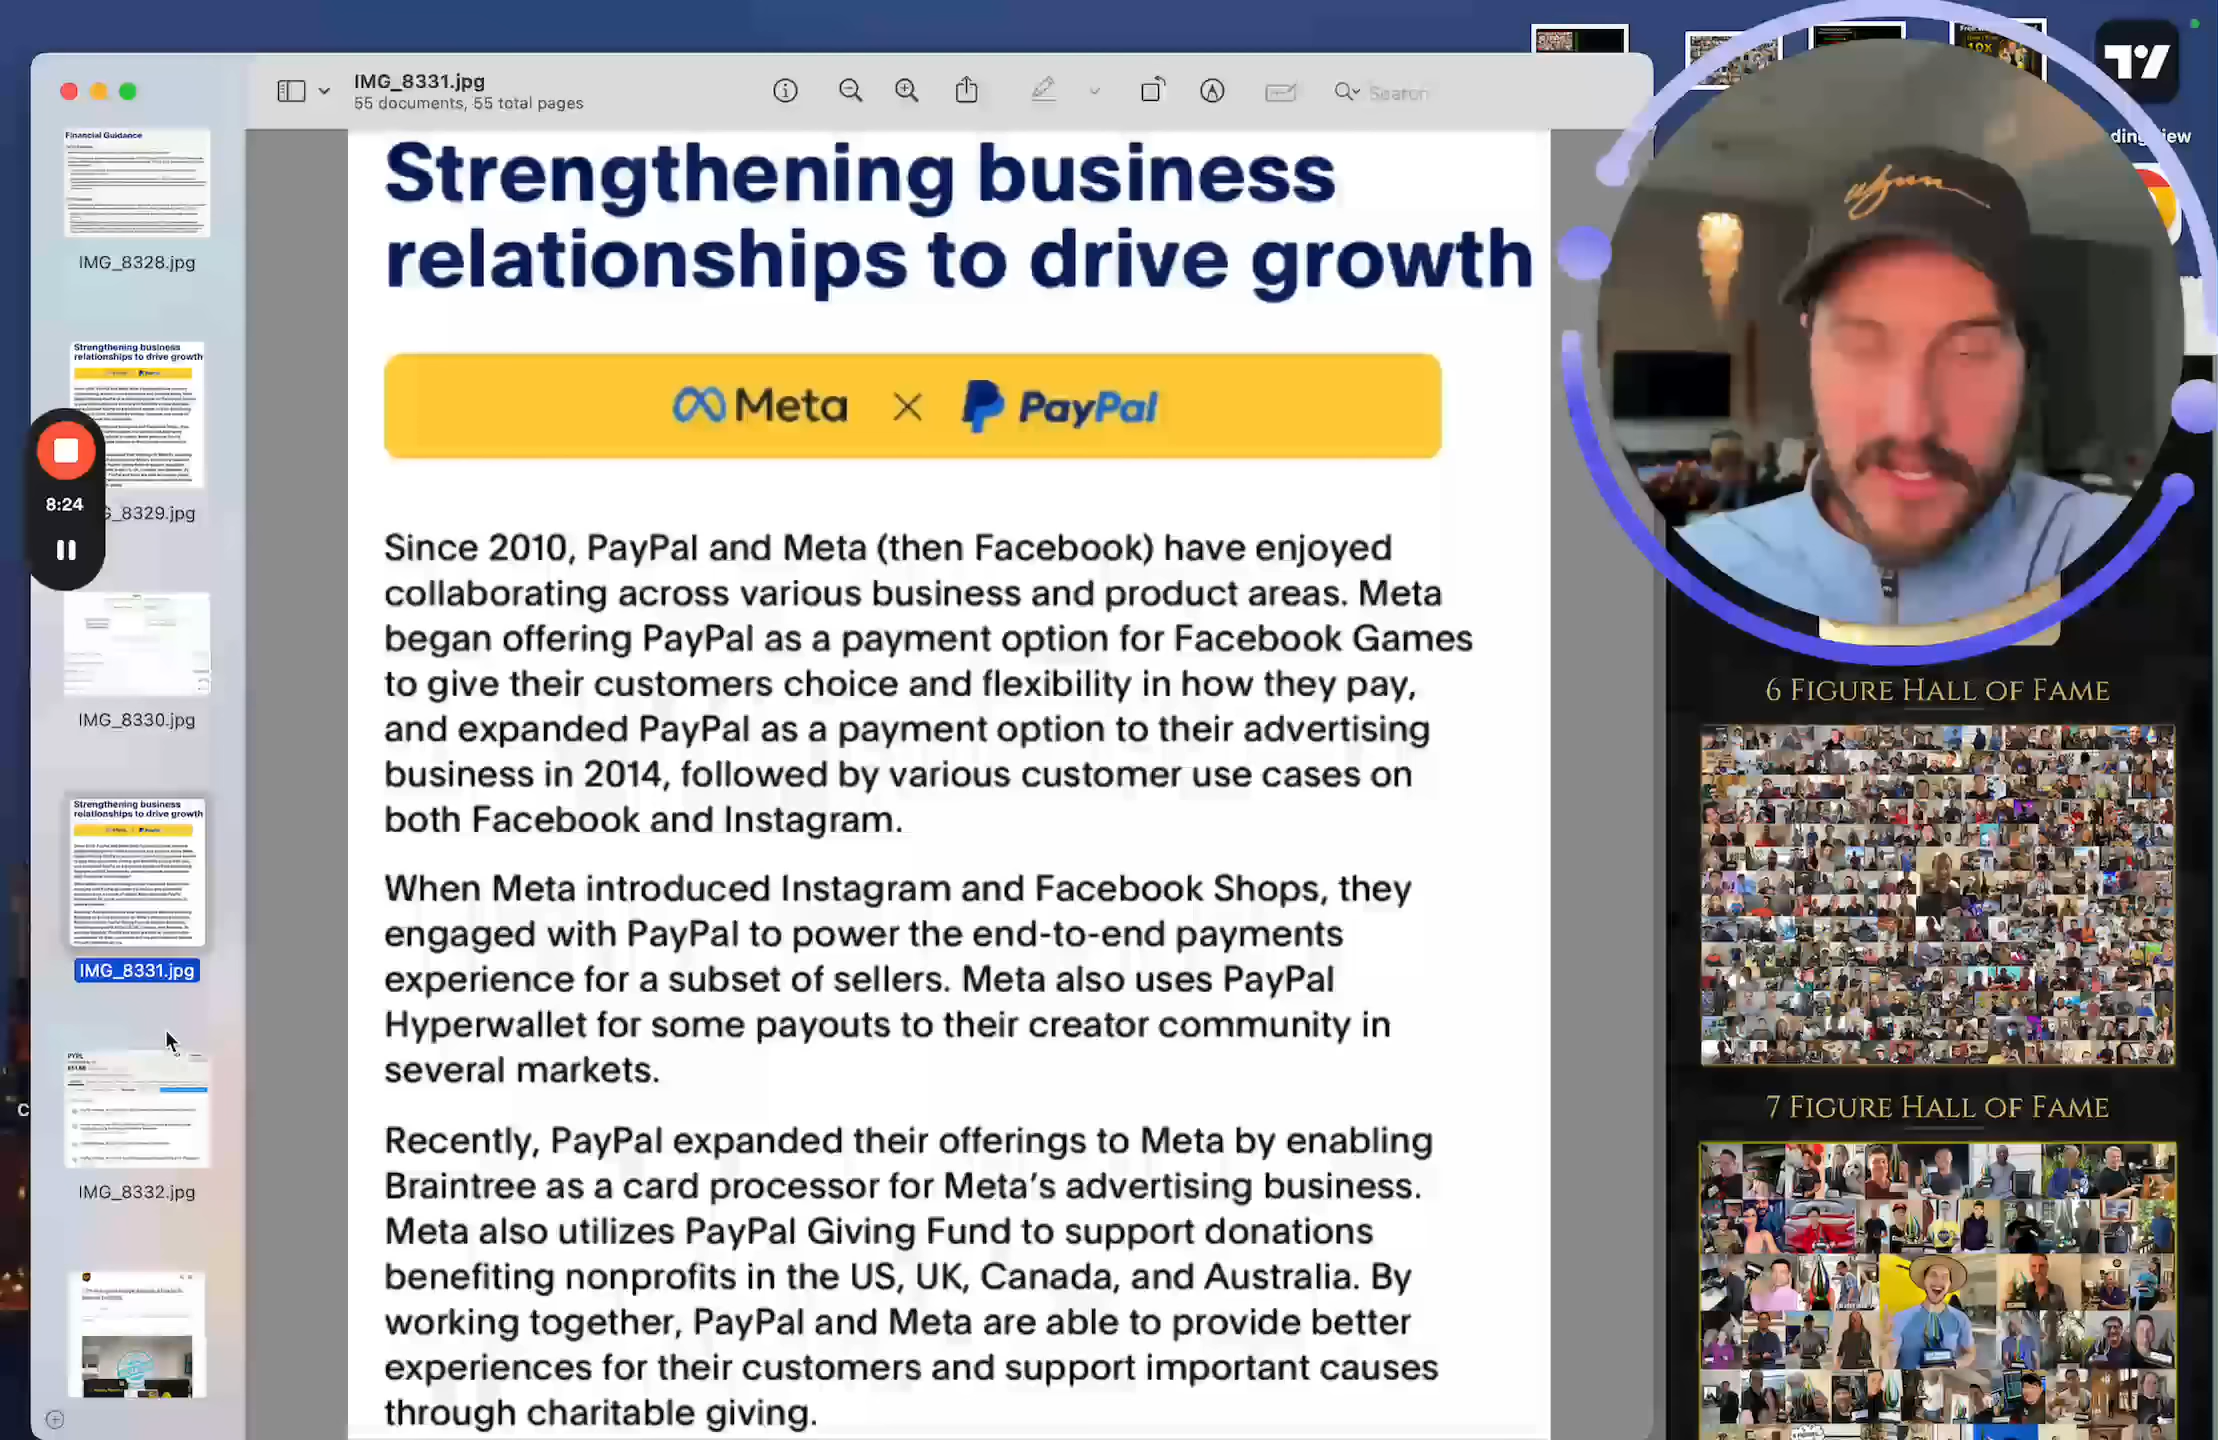 IMG_8331.jpg
55 documents, 55 total pages
Search
Financial Guidance
IMG_8328.jpg
Strengthening business
relationships to drive growth
8:24
G_8329.jpg
IMG_8330.jpg
Strengthening business
relationships to drive growth
IMG_8331.jpg
PYPL
IMG_8332.jpg
Strengthening business
relationships to drive growth
Meta × PayPal
Since 2010, PayPal and Meta (then Facebook) have enjoyed
collaborating across various business and product areas. Meta
began offering PayPal as a payment option for Facebook Games
to give their customers choice and flexibility in how they pay,
and expanded PayPal as a payment option to their advertising
business in 2014, followed by various customer use cases on
both Facebook and Instagram.
When Meta introduced Instagram and Facebook Shops, they
engaged with PayPal to power the end-to-end payments
experience for a subset of sellers. Meta also uses PayPal
Hyperwallet for some payouts to their creator community in
several markets.
Recently, PayPal expanded their offerings to Meta by enabling
Braintree as a card processor for Meta's advertising business.
Meta also utilizes PayPal Giving Fund to support donations
benefiting nonprofits in the US, UK, Canada, and Australia. By
working together, PayPal and Meta are able to provide better
experiences for their customers and support important causes
through charitable giving.
wynn
dingView
6 FIGURE HALL OF FAME
7 FIGURE HALL OF FAME